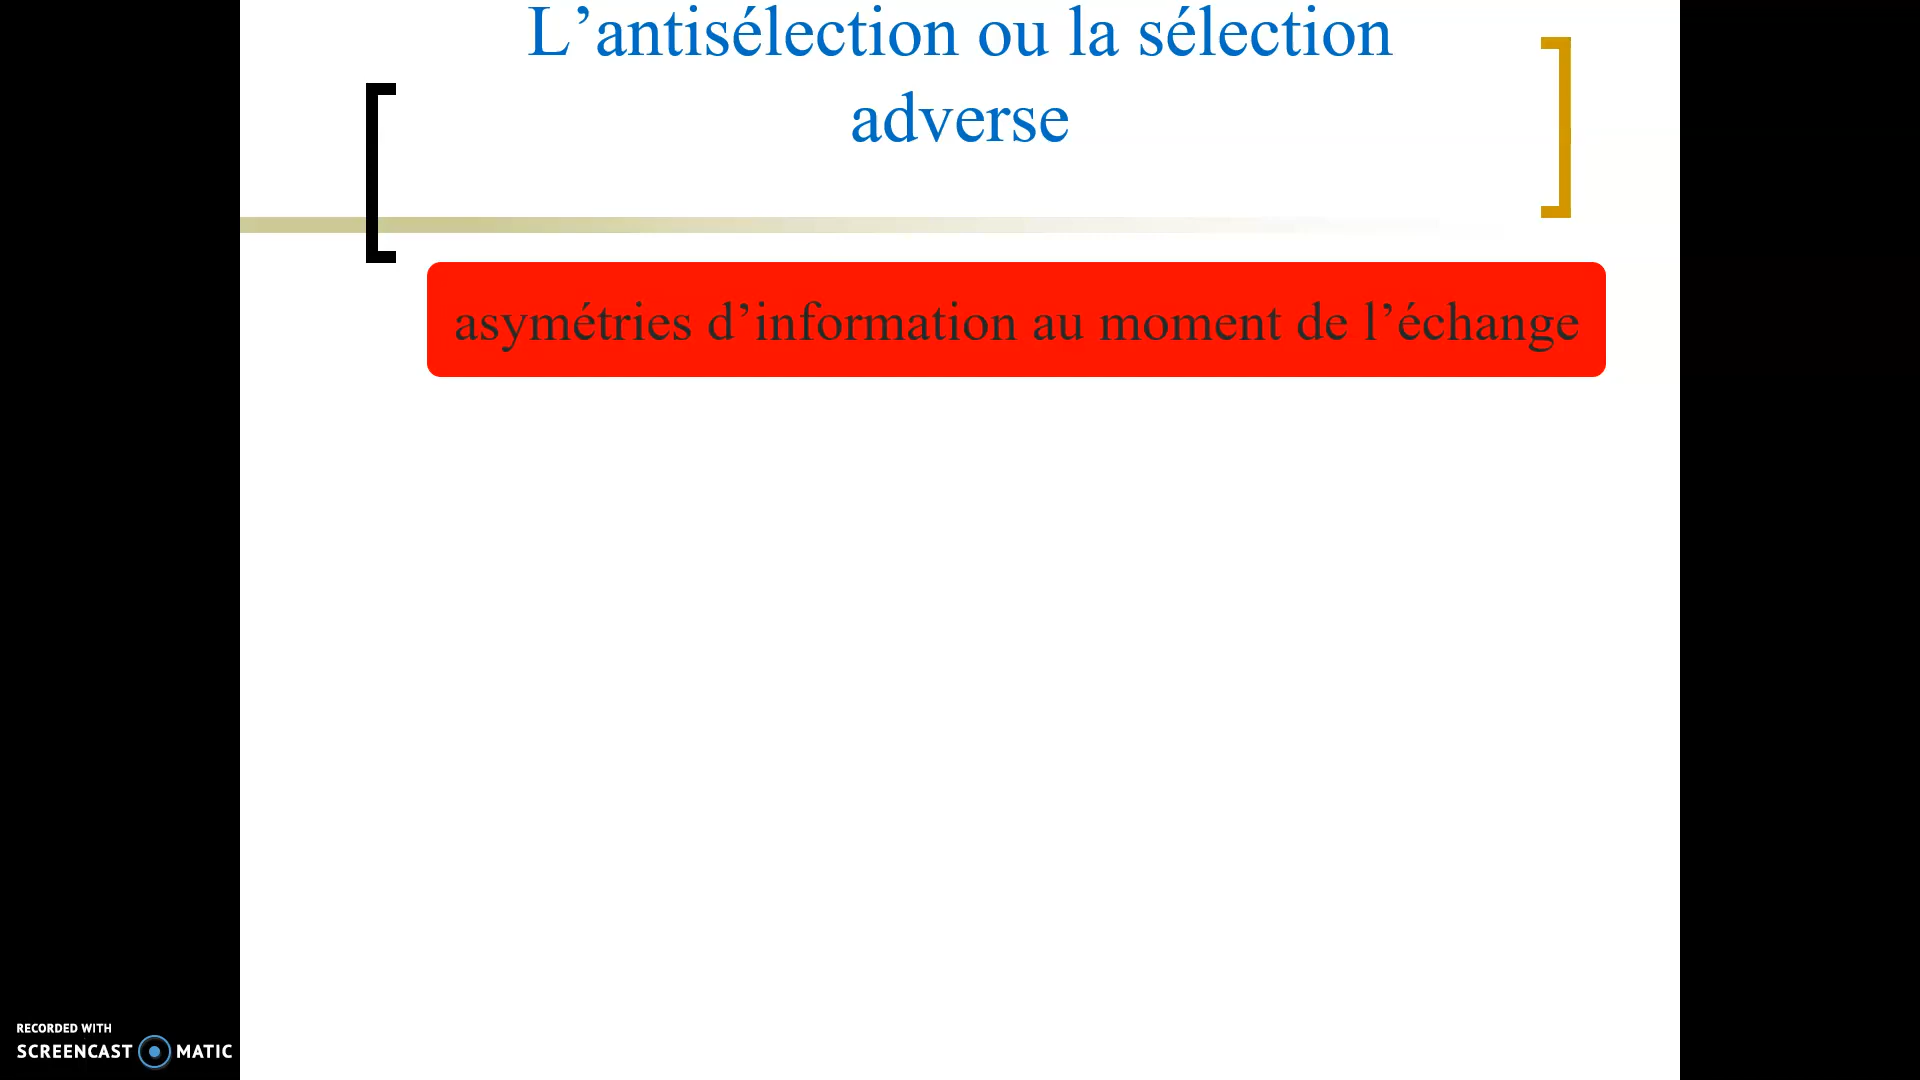 L’antisélection ou la sélection
adverse
asymétries d’information au moment de l’échange
RECORDED WITH
SCREENCAST MATIC